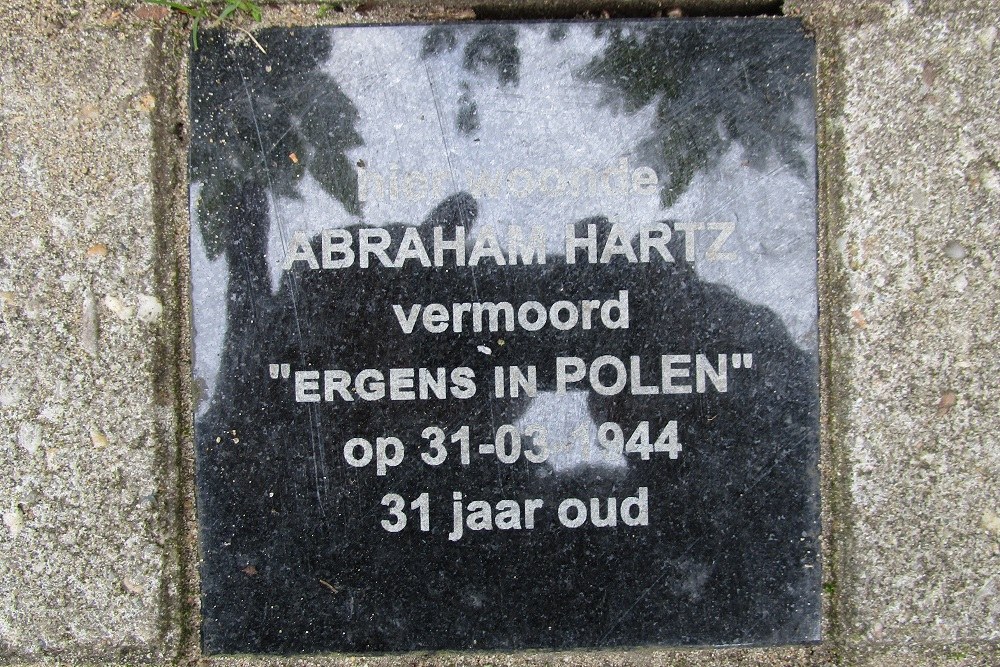 hier woonde
ABRAHAM HARTZ
vermoord
"ERGENS IN POLEN"
op 31-03-1944
31 jaar oud